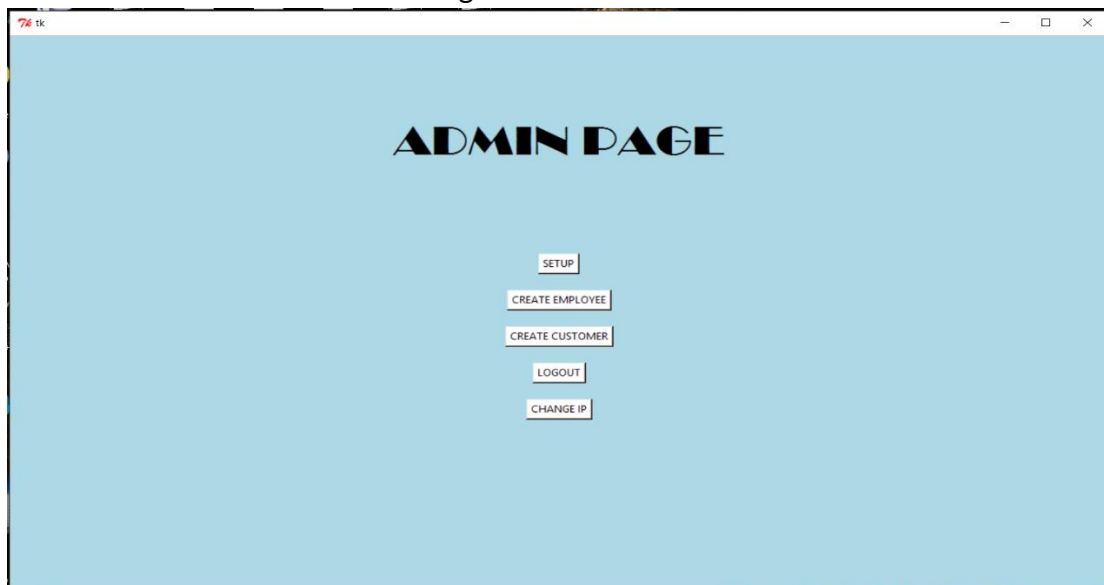 tk
ADMIN PAGE
SETUP
CREATE EMPLOYEE
CREATE CUSTOMER
LOGOUT
CHANGE IP